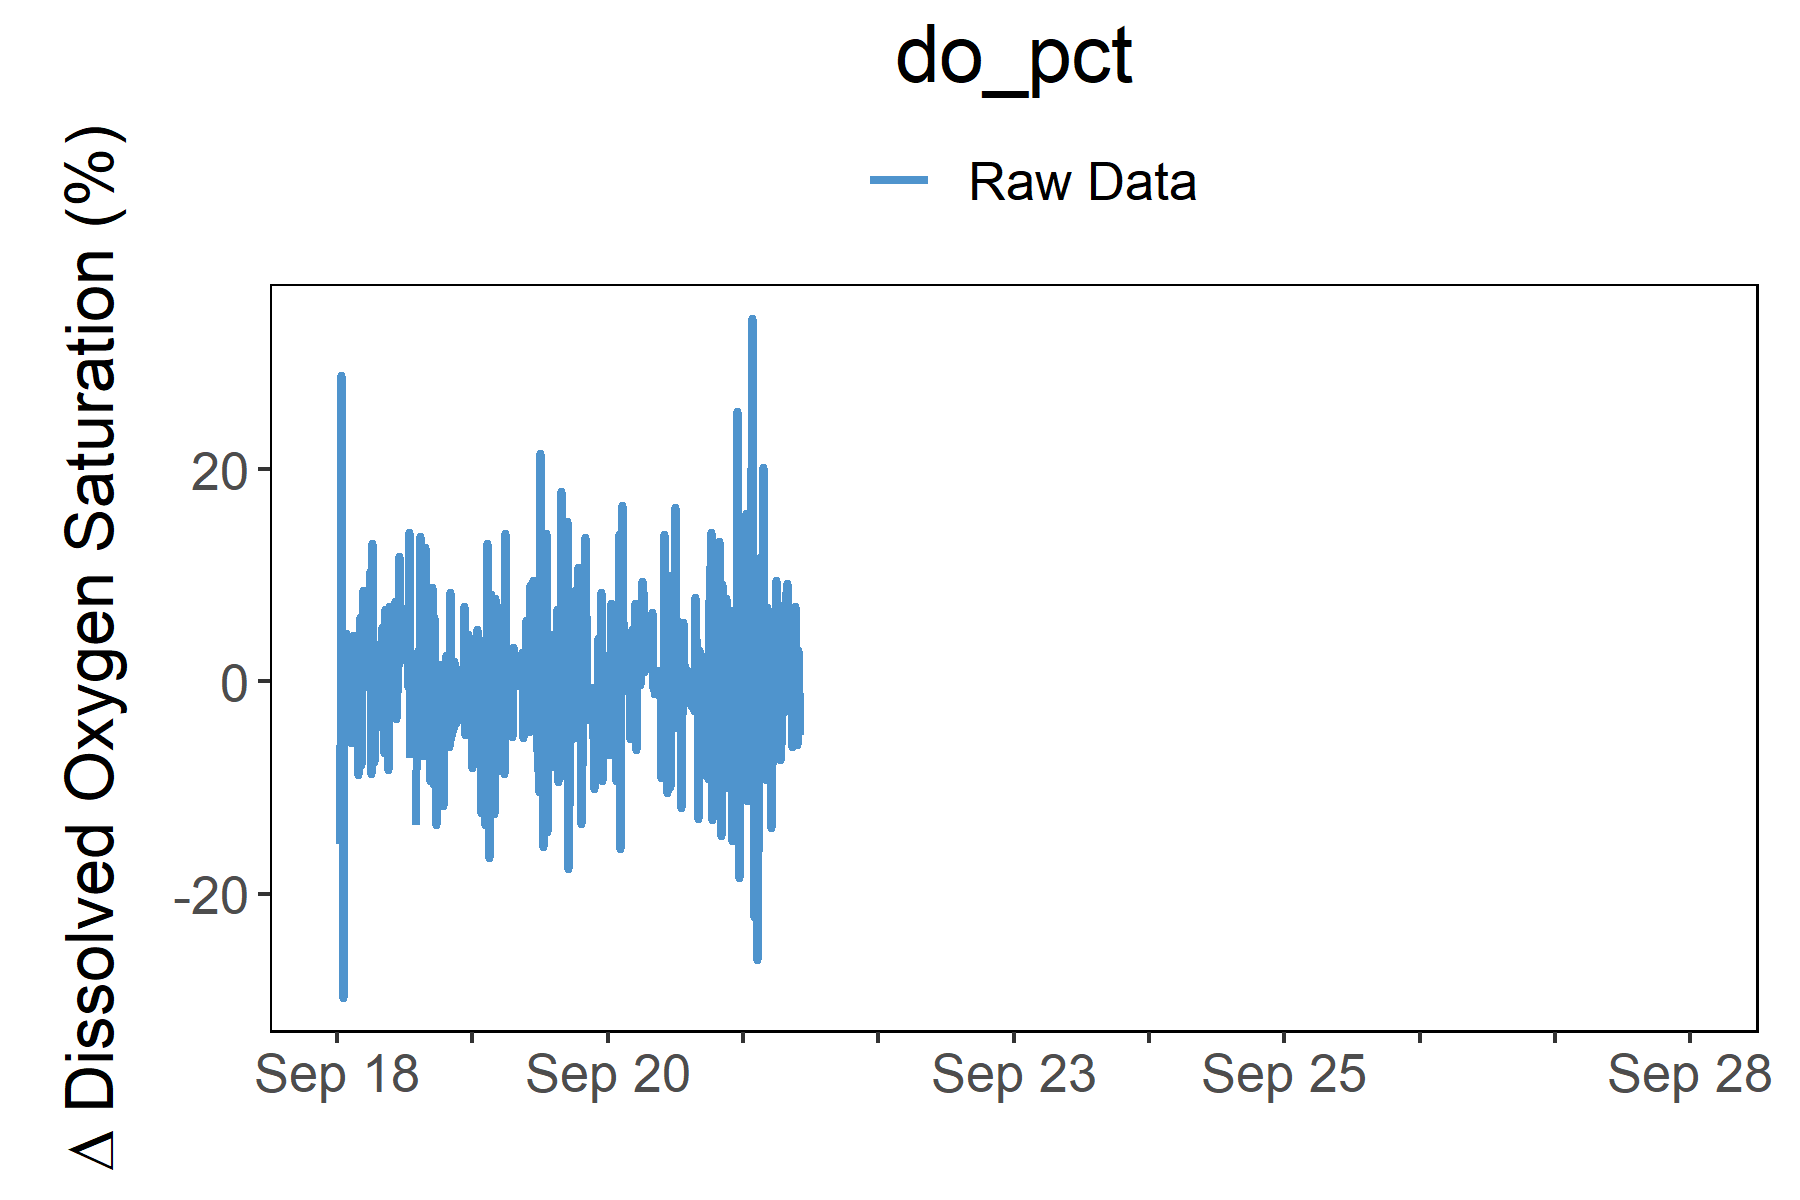 do_pct
Raw Data
Δ Dissolved Oxygen Saturation (%)
20
0
-20
Sep 18
Sep 20
Sep 23
Sep 25
Sep 28